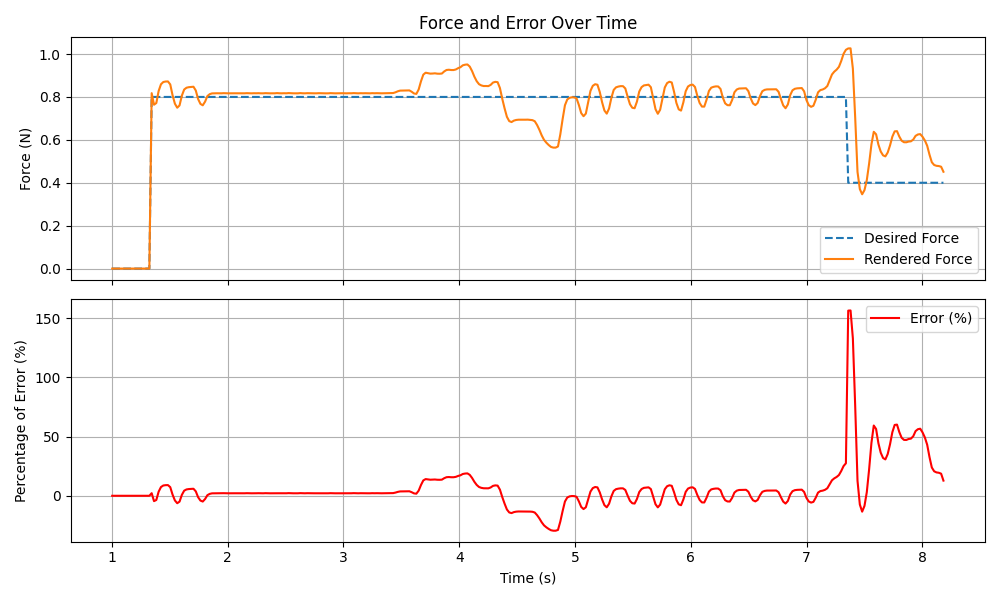 Force and Error Over Time
Force (N)
1.0
0.8
0.6
0.4
0.2
0.0
Desired Force
Rendered Force
Percentage of Error (%)
150
100
50
0
Error (%)
1 2 3 4 5 6 7 8
Time (s)